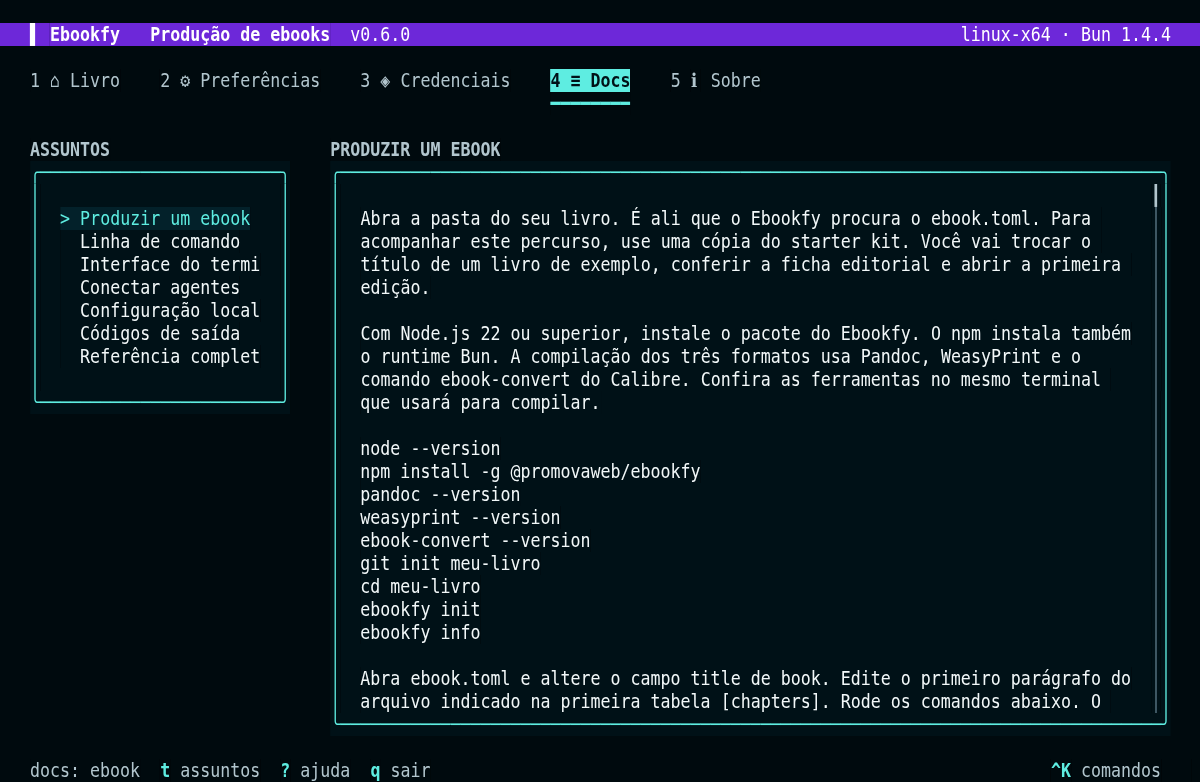 Ebookfy Produção de ebooks v0.6.0 linux-x64 · Bun 1.4.4
1 ⌂ Livro 2 ⚙ Preferências 3 ◈ Credenciais 4 ≡ Docs 5 ℹ Sobre
ASSUNTOS
> Produzir um ebook
Linha de comando
Interface do termi
Conectar agentes
Configuração local
Códigos de saída
Referência complet
PRODUZIR UM EBOOK
Abra a pasta do seu livro. É ali que o Ebookfy procura o ebook.toml. Para
acompanhar este percurso, use uma cópia do starter kit. Você vai trocar o
título de um livro de exemplo, conferir a ficha editorial e abrir a primeira
edição.
Com Node.js 22 ou superior, instale o pacote do Ebookfy. O npm instala também
o runtime Bun. A compilação dos três formatos usa Pandoc, WeasyPrint e o
comando ebook-convert do Calibre. Confira as ferramentas no mesmo terminal
que usará para compilar.
node --version
npm install -g @promovaweb/ebookfy
pandoc --version
weasyprint --version
ebook-convert --version
git init meu-livro
cd meu-livro
ebookfy init
ebookfy info
Abra ebook.toml e altere o campo title de book. Edite o primeiro parágrafo do
arquivo indicado na primeira tabela [chapters]. Rode os comandos abaixo. O
docs: ebook t assuntos ? ajuda q sair ^K comandos